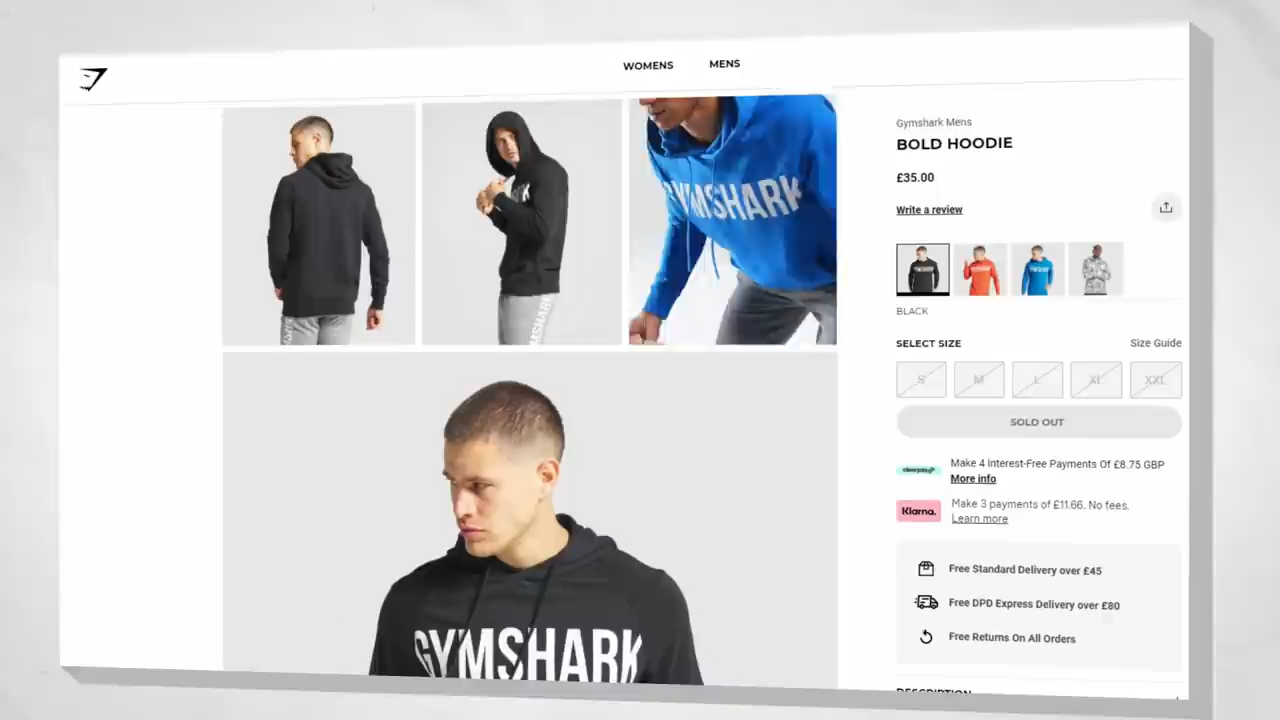 WOMENS MENS
Gymshark Mens
BOLD HOODIE
£35.00
Write a review
BLACK
SELECT SIZE Size Guide
S M L XL XXL
SOLD OUT
clearpay Make 4 Interest-Free Payments Of £8.75 GBP
More info
Klarna. Make 3 payments of £11.66. No fees.
Learn more
Free Standard Delivery over £45
Free DPD Express Delivery over £80
Free Returns On All Orders
DESCRIPTION
GYMSHARK
GYMSHARK